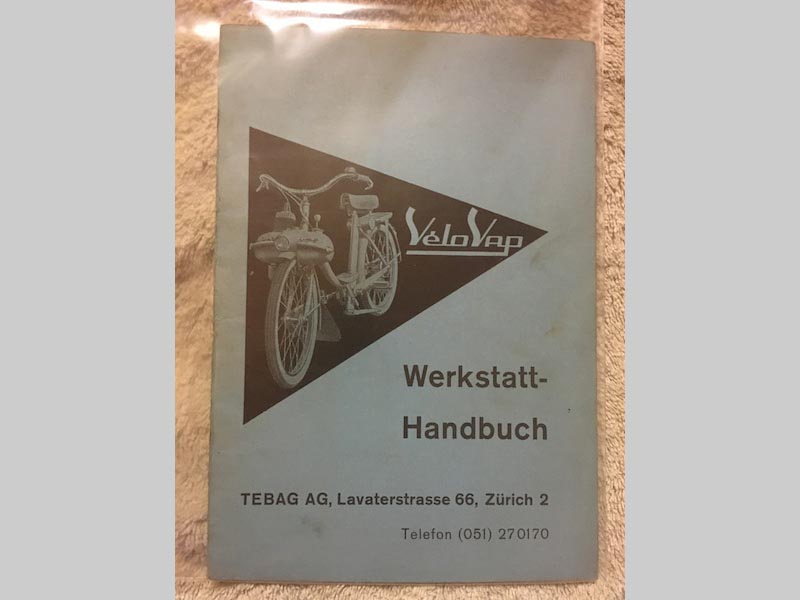 VéloVap
Werkstatt-
Handbuch
TEBAG AG, Lavaterstrasse 66, Zürich 2
Telefon (051) 270170